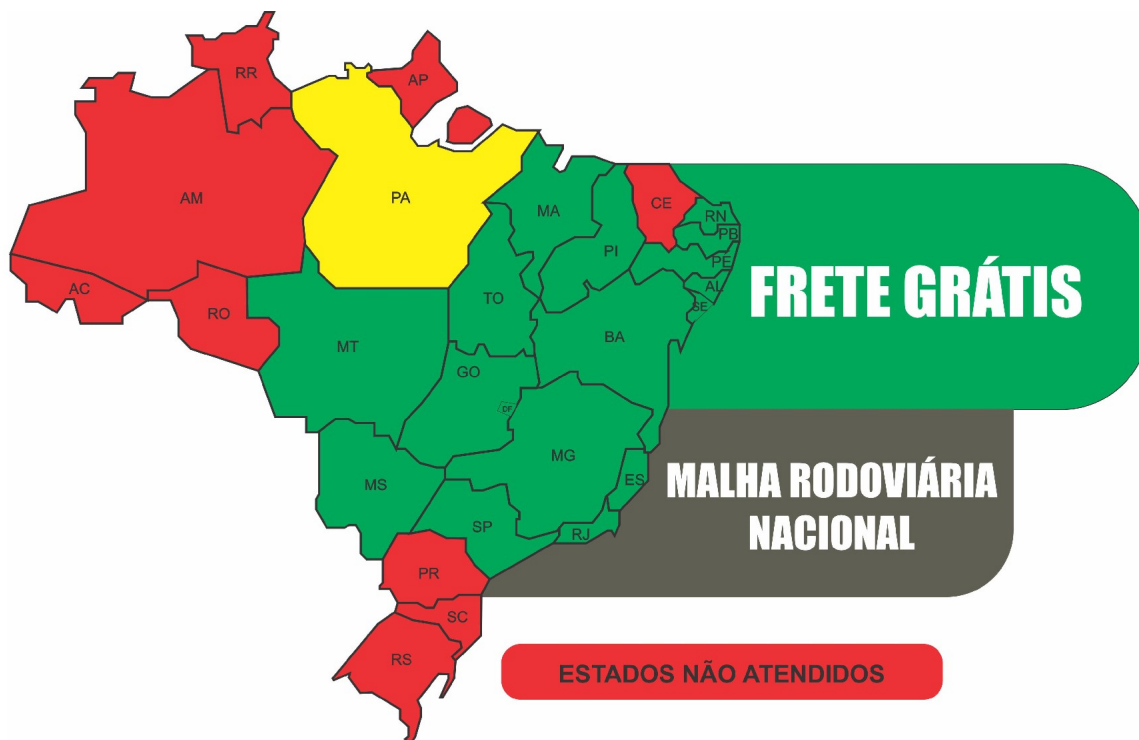 RR
AP
AM
PA
MA
CE
RN
PB
PI
PE
AL
SE
AC
RO
TO
BA
MT
GO
DF
MG
ES
MS
SP
RJ
PR
SC
RS
FRETE GRÁTIS
MALHA RODOVIÁRIA
NACIONAL
ESTADOS NÃO ATENDIDOS